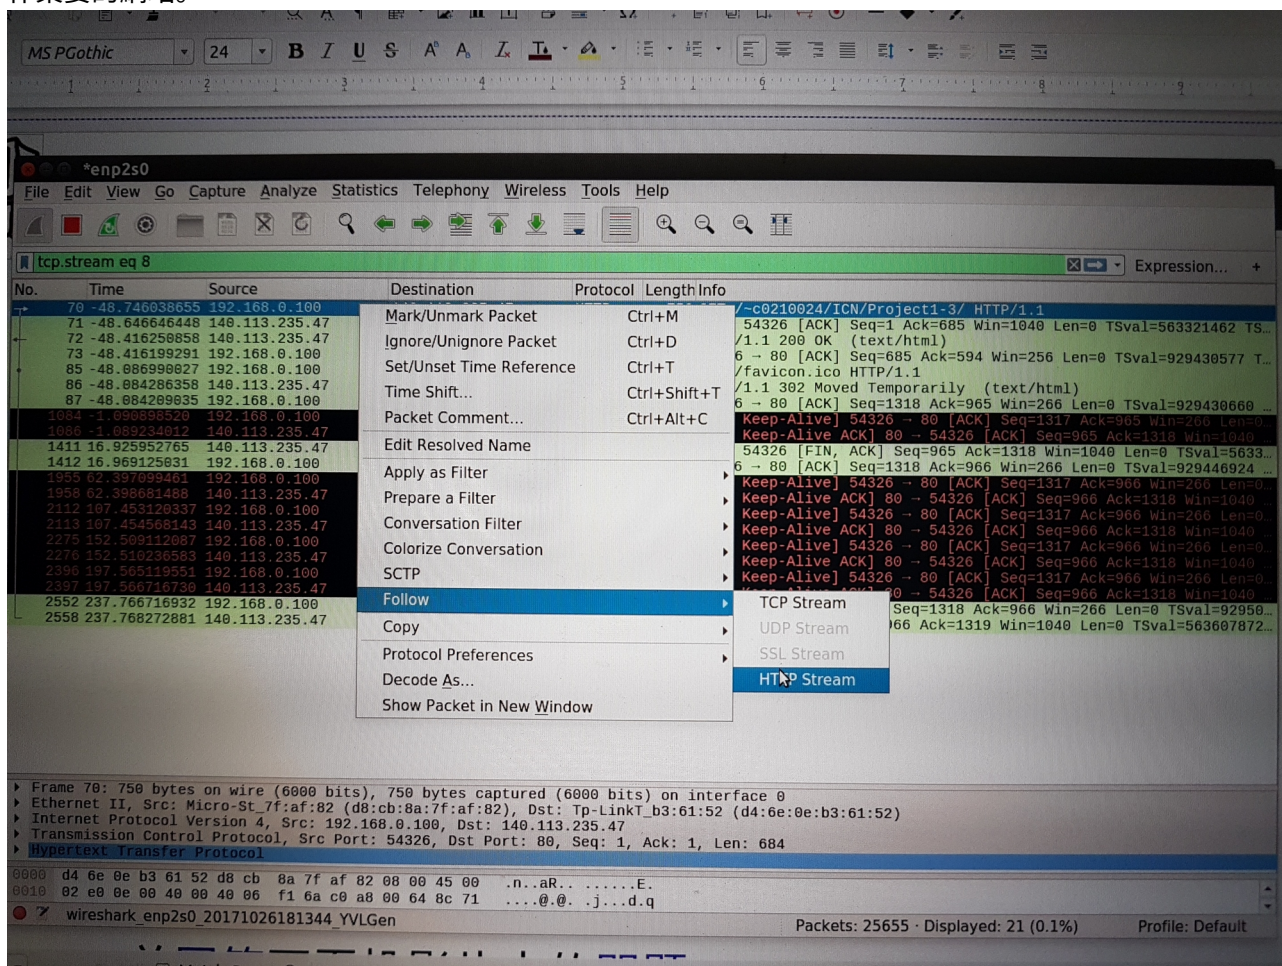 作業要的網站。
MS PGothic 24 B I U S
1 2 3 4 5 6 7 8 9
*enp2s0
File Edit View Go Capture Analyze Statistics Telephony Wireless Tools Help
tcp.stream eq 8 Expression... +
No. Time Source Destination Protocol Length Info
70 -48.746038655 192.168.0.100 /~c0210024/ICN/Project1-3/ HTTP/1.1
71 -48.646646448 140.113.235.47 54326 [ACK] Seq=1 Ack=685 Win=1040 Len=0 TSval=563321462 TS...
72 -48.416250858 140.113.235.47 /1.1 200 OK (text/html)
73 -48.416199291 192.168.0.100 6 → 80 [ACK] Seq=685 Ack=594 Win=256 Len=0 TSval=929430577 T...
85 -48.086990027 192.168.0.100 /favicon.ico HTTP/1.1
86 -48.084286358 140.113.235.47 /1.1 302 Moved Temporarily (text/html)
87 -48.084209035 192.168.0.100 6 → 80 [ACK] Seq=1318 Ack=965 Win=266 Len=0 TSval=929430660 ...
1084 -1.090898520 192.168.0.100 Keep-Alive] 54326 → 80 [ACK] Seq=1317 Ack=965 Win=266 Len=0...
1086 -1.089234012 140.113.235.47 Keep-Alive ACK] 80 → 54326 [ACK] Seq=965 Ack=1318 Win=1040 ...
1411 16.925952765 140.113.235.47 54326 [FIN, ACK] Seq=965 Ack=1318 Win=1040 Len=0 TSval=5633...
1412 16.969125031 192.168.0.100 6 → 80 [ACK] Seq=1318 Ack=966 Win=266 Len=0 TSval=929446924 ...
1955 62.397099461 192.168.0.100 Keep-Alive] 54326 → 80 [ACK] Seq=1317 Ack=966 Win=266 Len=0...
1958 62.398681488 140.113.235.47 Keep-Alive ACK] 80 → 54326 [ACK] Seq=966 Ack=1318 Win=1040 ...
2112 107.453120337 192.168.0.100 Keep-Alive] 54326 → 80 [ACK] Seq=1317 Ack=966 Win=266 Len=0...
2113 107.454568143 140.113.235.47 Keep-Alive ACK] 80 → 54326 [ACK] Seq=966 Ack=1318 Win=1040 ...
2275 152.509112087 192.168.0.100 Keep-Alive] 54326 → 80 [ACK] Seq=1317 Ack=966 Win=266 Len=0...
2276 152.510236583 140.113.235.47 Keep-Alive ACK] 80 → 54326 [ACK] Seq=966 Ack=1318 Win=1040 ...
2396 197.565119551 192.168.0.100 Keep-Alive] 54326 → 80 [ACK] Seq=1317 Ack=966 Win=266 Len=0...
2397 197.566716730 140.113.235.47 Keep-Alive ACK] 80 → 54326 [ACK] Seq=966 Ack=1318 Win=1040 ...
2552 237.766716932 192.168.0.100 Seq=1318 Ack=966 Win=266 Len=0 TSval=92950...
2558 237.768272881 140.113.235.47 66 Ack=1319 Win=1040 Len=0 TSval=563607872...
Mark/Unmark Packet Ctrl+M
Ignore/Unignore Packet Ctrl+D
Set/Unset Time Reference Ctrl+T
Time Shift... Ctrl+Shift+T
Packet Comment... Ctrl+Alt+C
Edit Resolved Name
Apply as Filter
Prepare a Filter
Conversation Filter
Colorize Conversation
SCTP
Follow
Copy
Protocol Preferences
Decode As...
Show Packet in New Window
TCP Stream
UDP Stream
SSL Stream
HTTP Stream
Frame 70: 750 bytes on wire (6000 bits), 750 bytes captured (6000 bits) on interface 0
Ethernet II, Src: Micro-St_7f:af:82 (d8:cb:8a:7f:af:82), Dst: Tp-LinkT_b3:61:52 (d4:6e:0e:b3:61:52)
Internet Protocol Version 4, Src: 192.168.0.100, Dst: 140.113.235.47
Transmission Control Protocol, Src Port: 54326, Dst Port: 80, Seq: 1, Ack: 1, Len: 684
Hypertext Transfer Protocol
0000 d4 6e 0e b3 61 52 d8 cb 8a 7f af 82 08 00 45 00 .n..aR.. ......E.
0010 02 e0 0e 00 40 00 40 06 f1 6a c0 a8 00 64 8c 71 ....@.@. .j...d.q
wireshark_enp2s0_20171026181344_YVLGen Packets: 25655 · Displayed: 21 (0.1%) Profile: Default